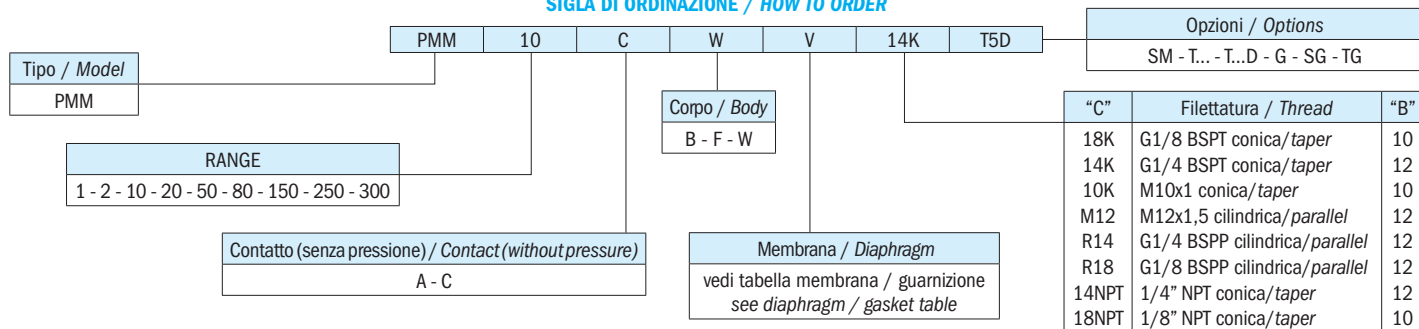 SIGLA DI ORDINAZIONE / HOW TO ORDER
PMM 10 C W V 14K T5D
Opzioni / Options
SM - T... - T...D - G - SG - TG
Tipo / Model
PMM
Corpo / Body
B - F - W
RANGE
1 - 2 - 10 - 20 - 50 - 80 - 150 - 250 - 300
Contatto (senza pressione) / Contact (without pressure)
A - C
Membrana / Diaphragm
vedi tabella membrana / guarnizione
see diaphragm / gasket table
“C” Filettatura / Thread “B”
18K G1/8 BSPT conica/taper 10
14K G1/4 BSPT conica/taper 12
10K M10x1 conica/taper 10
M12 M12x1,5 cilindrica/parallel 12
R14 G1/4 BSPP cilindrica/parallel 12
R18 G1/8 BSPP cilindrica/parallel 12
14NPT 1/4” NPT conica/taper 12
18NPT 1/8” NPT conica/taper 10